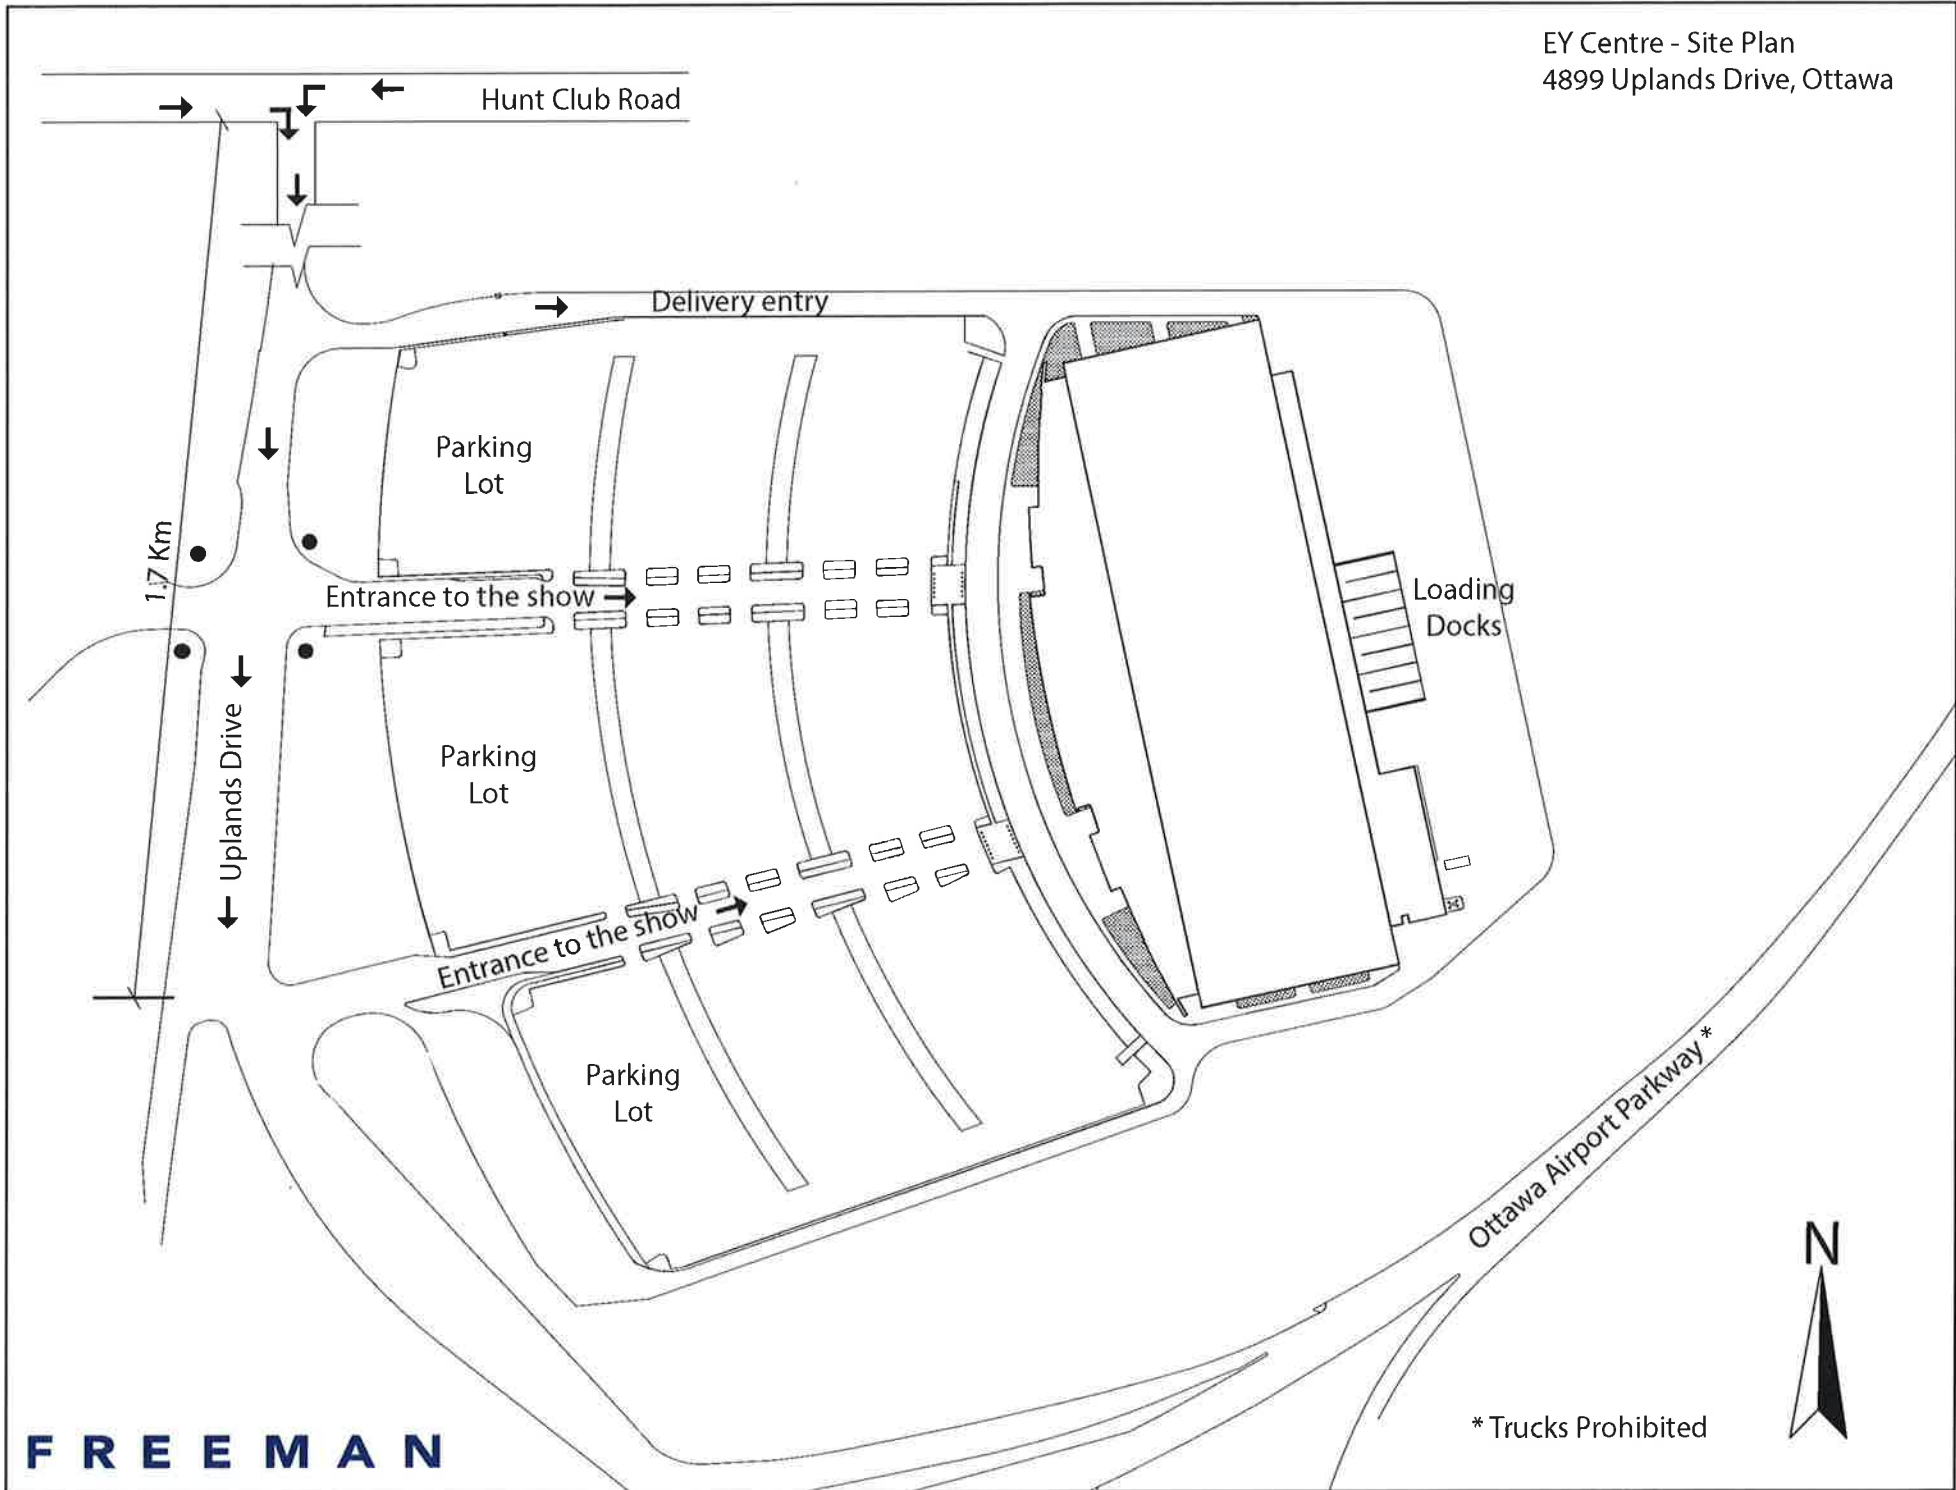 EY Centre - Site Plan
4899 Uplands Drive, Ottawa
Hunt Club Road
Delivery entry
Parking
Lot
1.7 Km
Entrance to the show
Loading
Docks
Uplands Drive
Parking
Lot
Entrance to the show
Parking
Lot
Ottawa Airport Parkway *
N
* Trucks Prohibited
FREEMAN